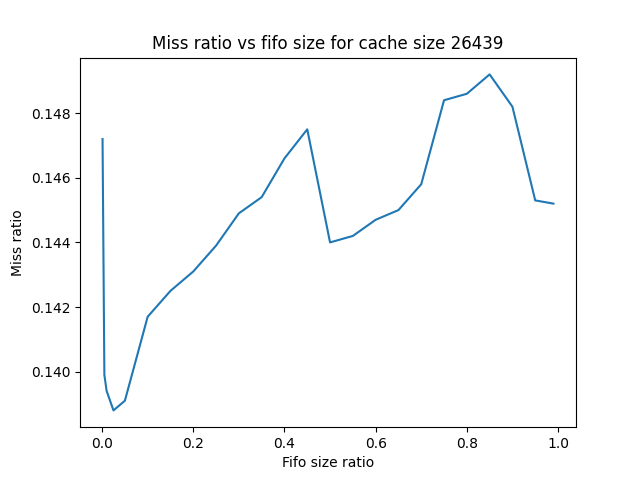 Miss ratio vs fifo size for cache size 26439
Miss ratio
0.148
0.146
0.144
0.142
0.140
0.0 0.2 0.4 0.6 0.8 1.0
Fifo size ratio